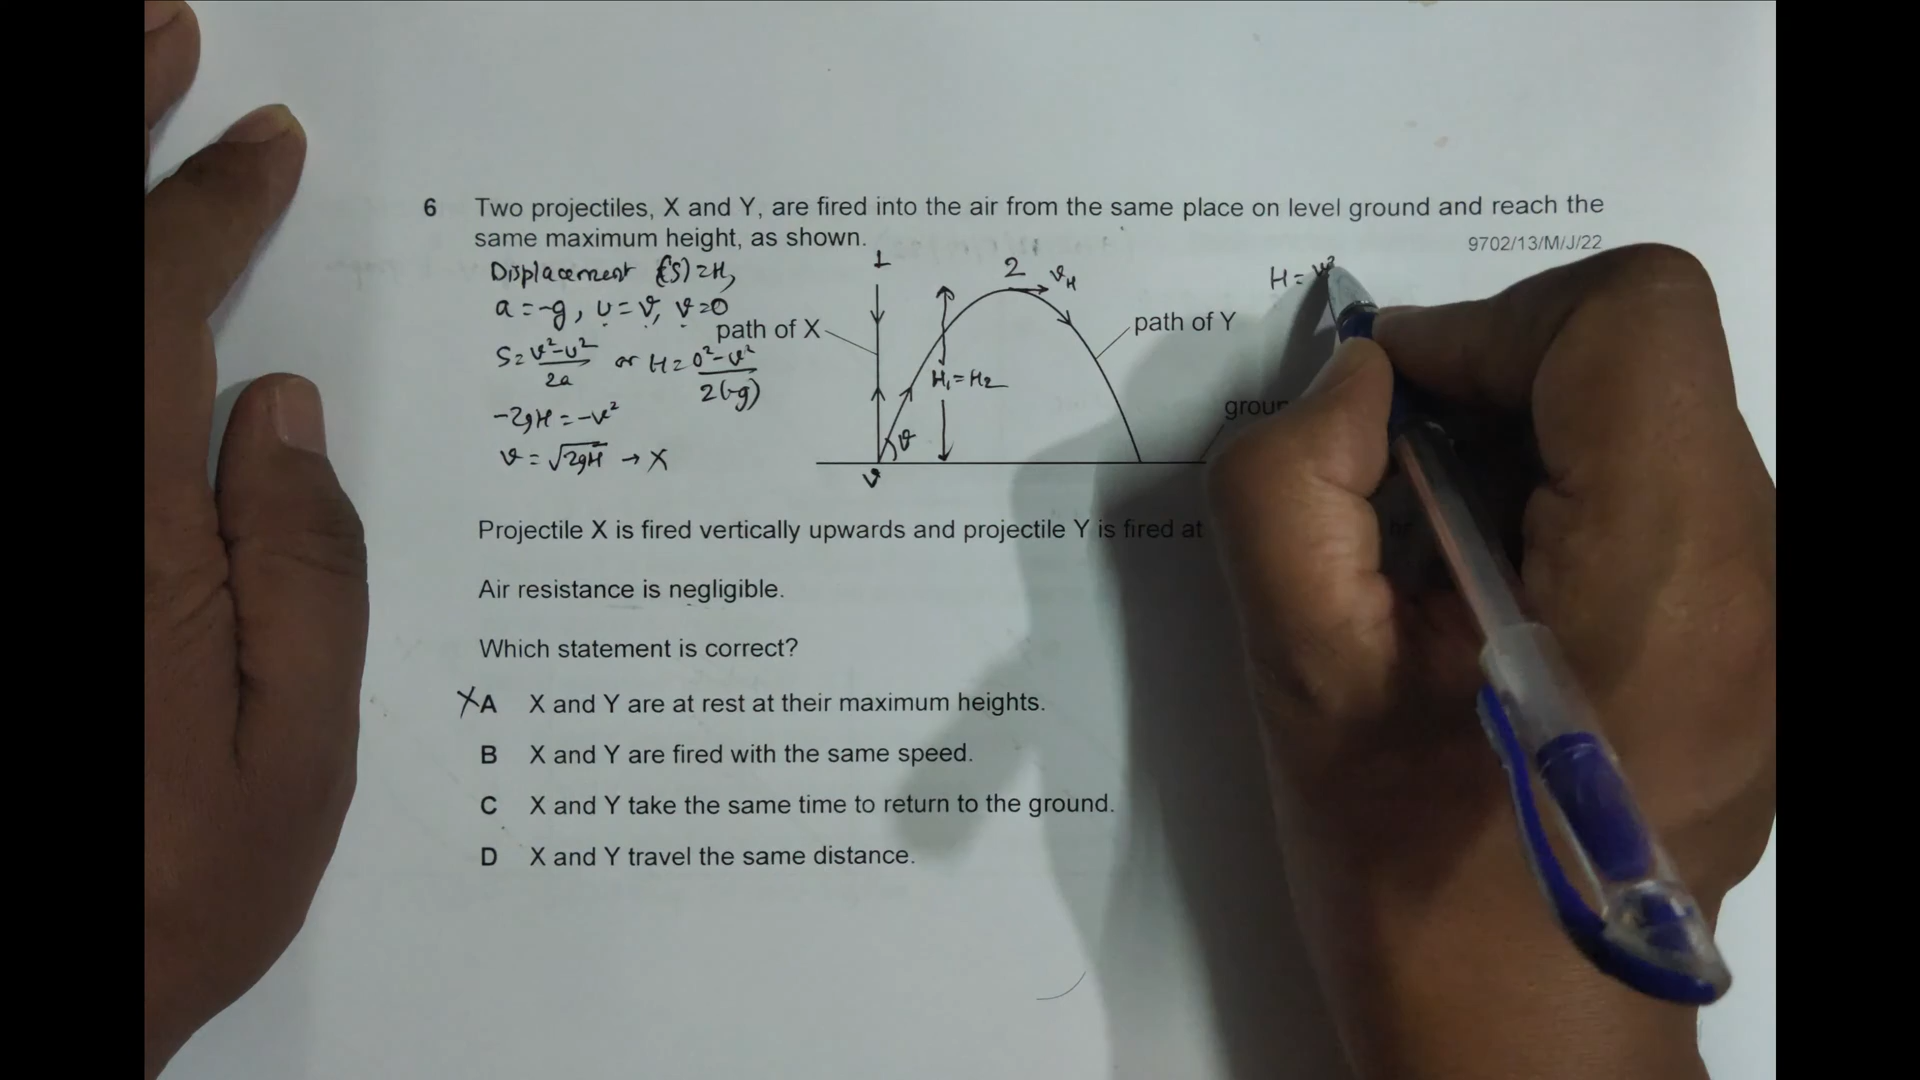 6 Two projectiles, X and Y, are fired into the air from the same place on level ground and reach the
same maximum height, as shown.
9702/13/M/J/22
Displacement (S)=H,
a=-g, u=v, v=0
S=v²-u²/2a or H=0²-v²/2(-g)
-2gH=-v²
v=√2gH → X
1
path of X
2
v_H
path of Y
H₁=H₂
θ
v
H=
groun
Projectile X is fired vertically upwards and projectile Y is fired at
Air resistance is negligible.
Which statement is correct?
X A X and Y are at rest at their maximum heights.
B X and Y are fired with the same speed.
C X and Y take the same time to return to the ground.
D X and Y travel the same distance.